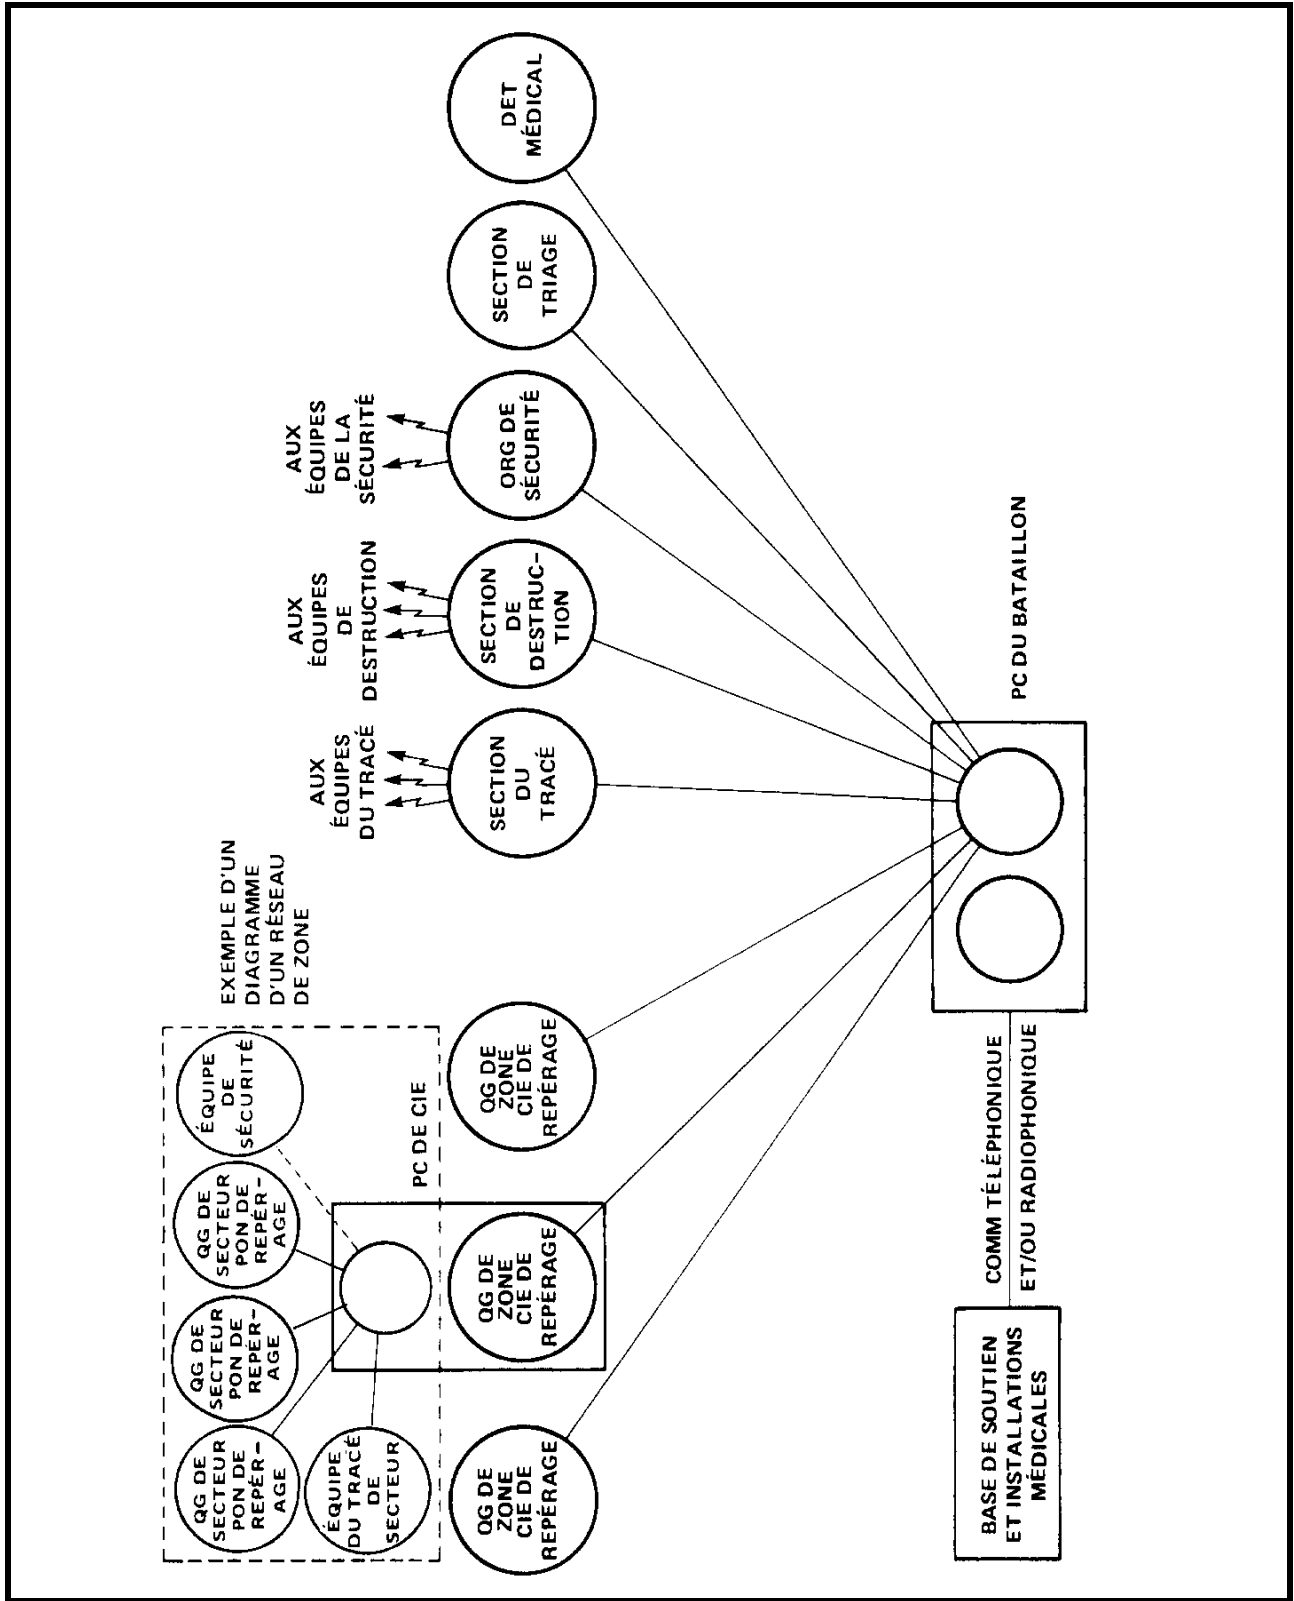 EXEMPLE D'UN
DIAGRAMME
D'UN RÉSEAU
DE ZONE
QG DE
SECTEUR
PON DE
REPÉR–
AGE
QG DE
SECTEUR
PON DE
REPÉR–
AGE
QG DE
SECTEUR
PON DE
REPÉR–
AGE
ÉQUIPE
DE
SÉCURITÉ
ÉQUIPE
DU TRACÉ
DE
SECTEUR
PC DE CIE
AUX
ÉQUIPES
DU TRACÉ
AUX
ÉQUIPES
DE
DESTRUCTION
AUX
ÉQUIPES
DE LA
SÉCURITÉ
QG DE
ZONE
CIE DE
REPÉRAGE
QG DE
ZONE
CIE DE
REPÉRAGE
QG DE
ZONE
CIE DE
REPÉRAGE
SECTION
DU
TRACÉ
SECTION
DE
DESTRUC–
TION
ORG DE
SÉCURITÉ
SECTION
DE
TRIAGE
DET
MÉDICAL
BASE DE SOUTIEN
ET INSTALLATIONS
MÉDICALES
COMM TÉLÉPHONIQUE
ET/OU RADIOPHONIQUE
PC DU BATAILLON